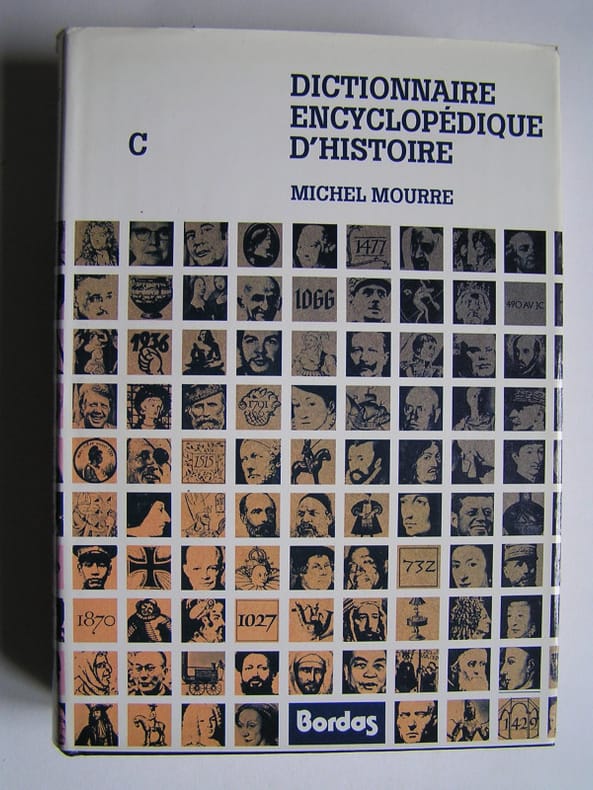 DICTIONNAIRE
ENCYCLOPÉDIQUE
D'HISTOIRE
C
MICHEL MOURRE
1477
1066
490 AV JC
1936
1515
732
1870
1027
Bordas
1429